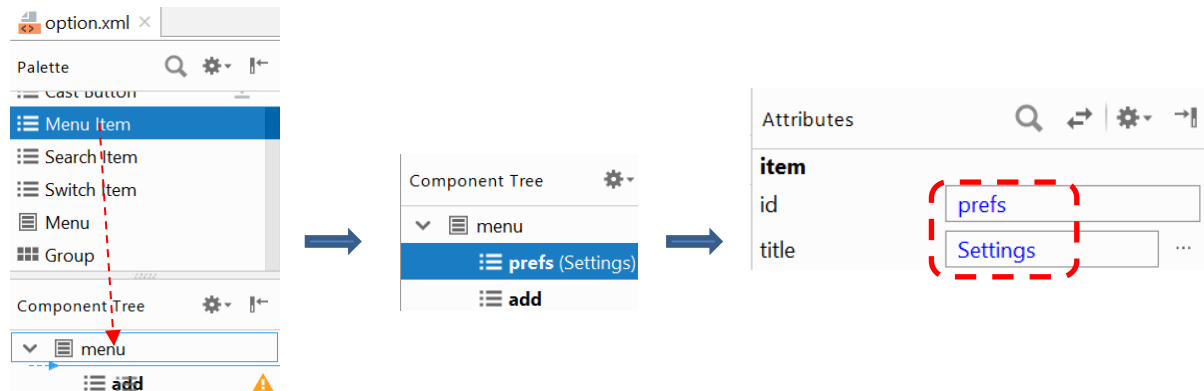 option.xml
Palette
Cast Button
Menu Item
Search Item
Switch Item
Menu
Group
Component Tree
menu
add
Component Tree
menu
prefs (Settings)
add
Attributes
item
id prefs
title Settings ...